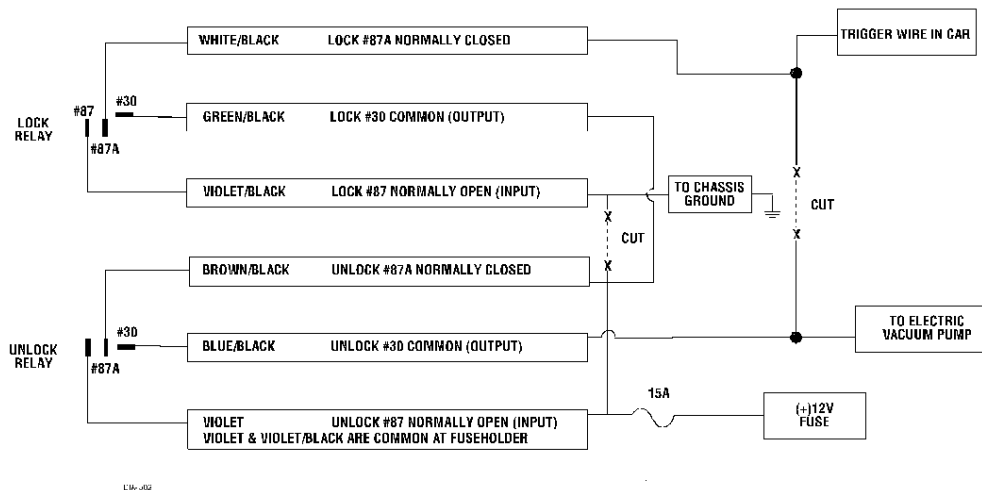 WHITE/BLACK LOCK #87A NORMALLY CLOSED
TRIGGER WIRE IN CAR
#87
#30
LOCK
RELAY
#87A
GREEN/BLACK LOCK #30 COMMON (OUTPUT)
VIOLET/BLACK LOCK #87 NORMALLY OPEN (INPUT)
TO CHASSIS
GROUND
X
X
CUT
X
X
CUT
BROWN/BLACK UNLOCK #87A NORMALLY CLOSED
#30
UNLOCK
RELAY
#87A
BLUE/BLACK UNLOCK #30 COMMON (OUTPUT)
TO ELECTRIC
VACUUM PUMP
15A
(+)12V
FUSE
VIOLET UNLOCK #87 NORMALLY OPEN (INPUT)
VIOLET & VIOLET/BLACK ARE COMMON AT FUSEHOLDER